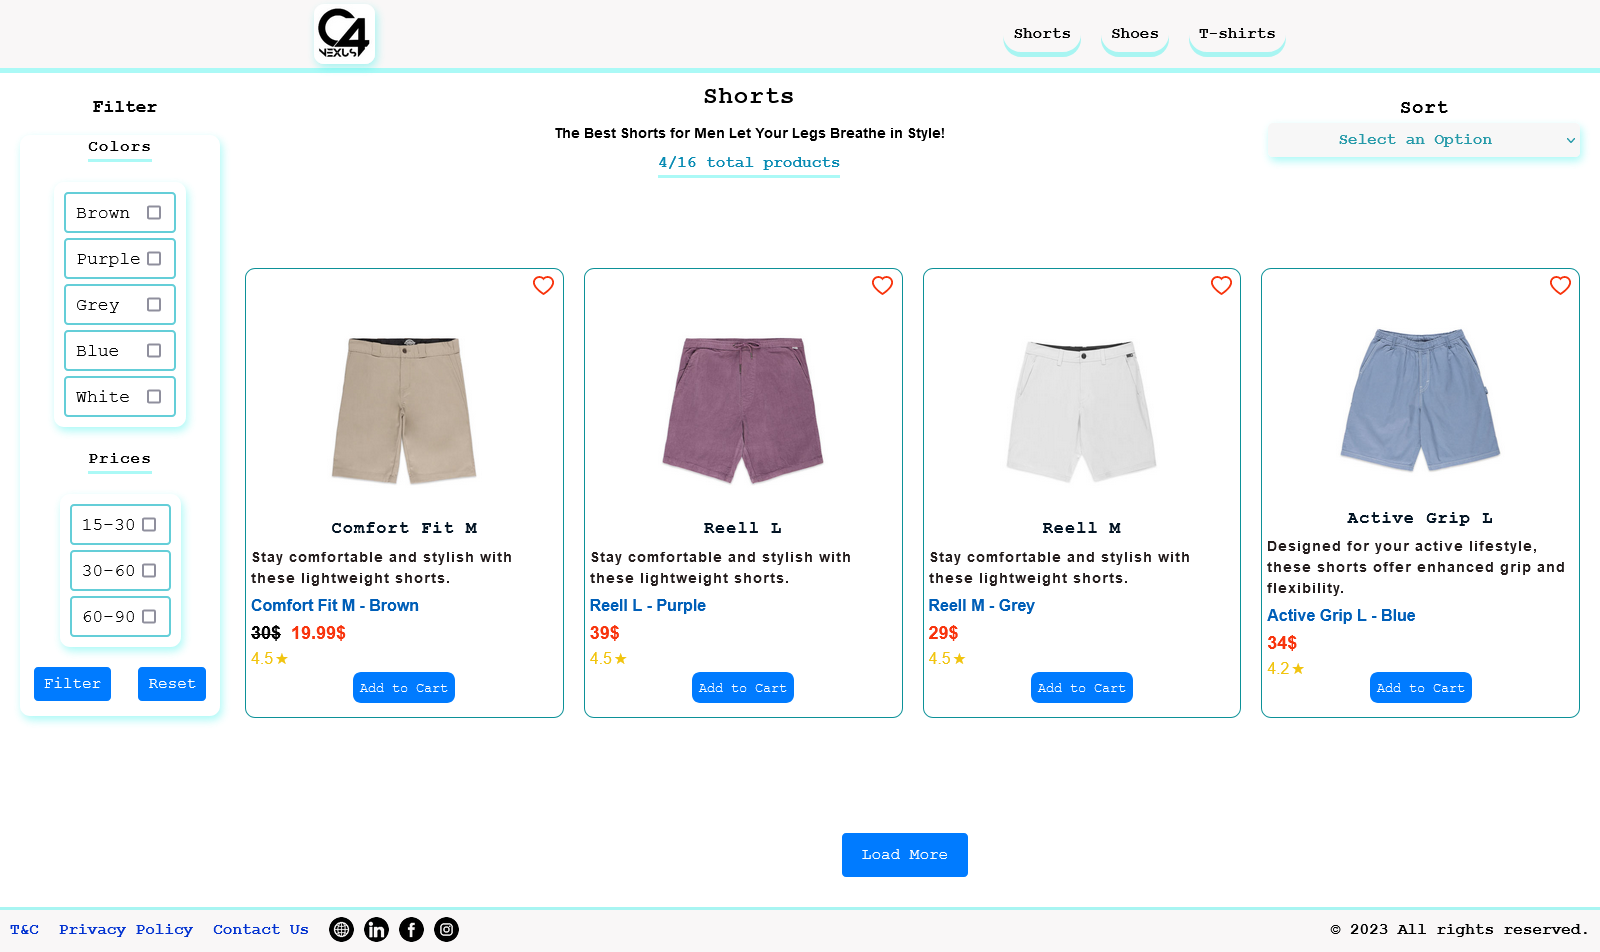 C4
NEXUS
Shorts
Shoes
T-shirts
Filter
Colors
Brown
Purple
Grey
Blue
White
Prices
15-30
30-60
60-90
Filter
Reset
Shorts
The Best Shorts for Men Let Your Legs Breathe in Style!
4/16 total products
Sort
Select an Option
Comfort Fit M
Stay comfortable and stylish with
these lightweight shorts.
Comfort Fit M - Brown
30$ 19.99$
4.5★
Add to Cart
Reell L
Stay comfortable and stylish with
these lightweight shorts.
Reell L - Purple
39$
4.5★
Add to Cart
Reell M
Stay comfortable and stylish with
these lightweight shorts.
Reell M - Grey
29$
4.5★
Add to Cart
Active Grip L
Designed for your active lifestyle,
these shorts offer enhanced grip and
flexibility.
Active Grip L - Blue
34$
4.2★
Add to Cart
Load More
T&C
Privacy Policy
Contact Us
© 2023 All rights reserved.